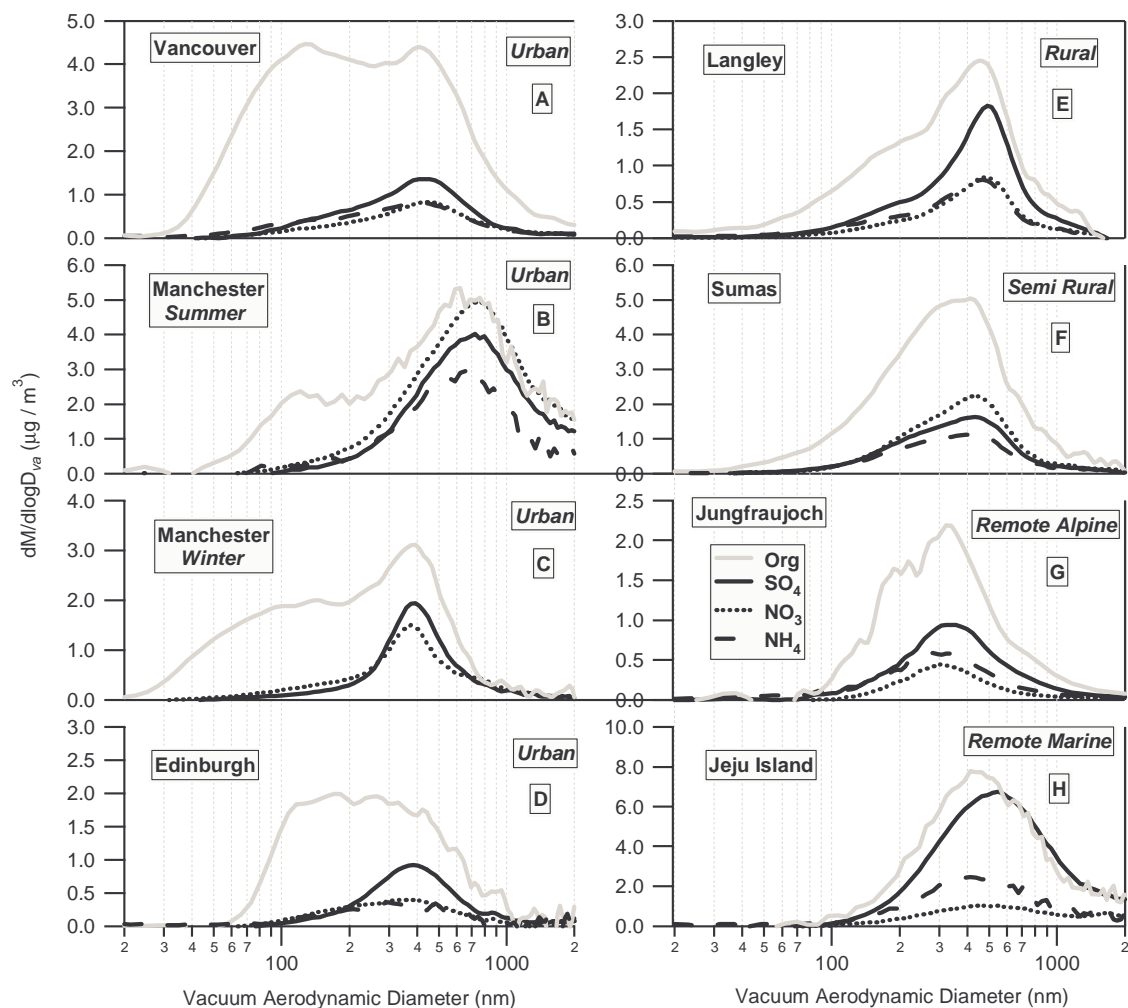 dM/dlogD_va (µg / m³)
5.0
4.0
3.0
2.0
1.0
0.0
Vancouver
Urban
A
3.0
2.5
2.0
1.5
1.0
0.5
0.0
Langley
Rural
E
6.0
5.0
4.0
3.0
2.0
1.0
0.0
Manchester
Summer
Urban
B
6.0
5.0
4.0
3.0
2.0
1.0
0.0
Sumas
Semi Rural
F
4.0
3.0
2.0
1.0
0.0
Manchester
Winter
Urban
C
2.5
2.0
1.5
1.0
0.5
0.0
Jungfraujoch
Remote Alpine
G
Org
SO₄
NO₃
NH₄
3.0
2.5
2.0
1.5
1.0
0.5
0.0
Edinburgh
Urban
D
2 3 4 5 6 7 2 3 4 5 6 7 2
100 1000
Vacuum Aerodynamic Diameter (nm)
10.0
8.0
6.0
4.0
2.0
0.0
Jeju Island
Remote Marine
H
2 3 4 5 6 7 2 3 4 5 6 7 2
100 1000
Vacuum Aerodynamic Diameter (nm)